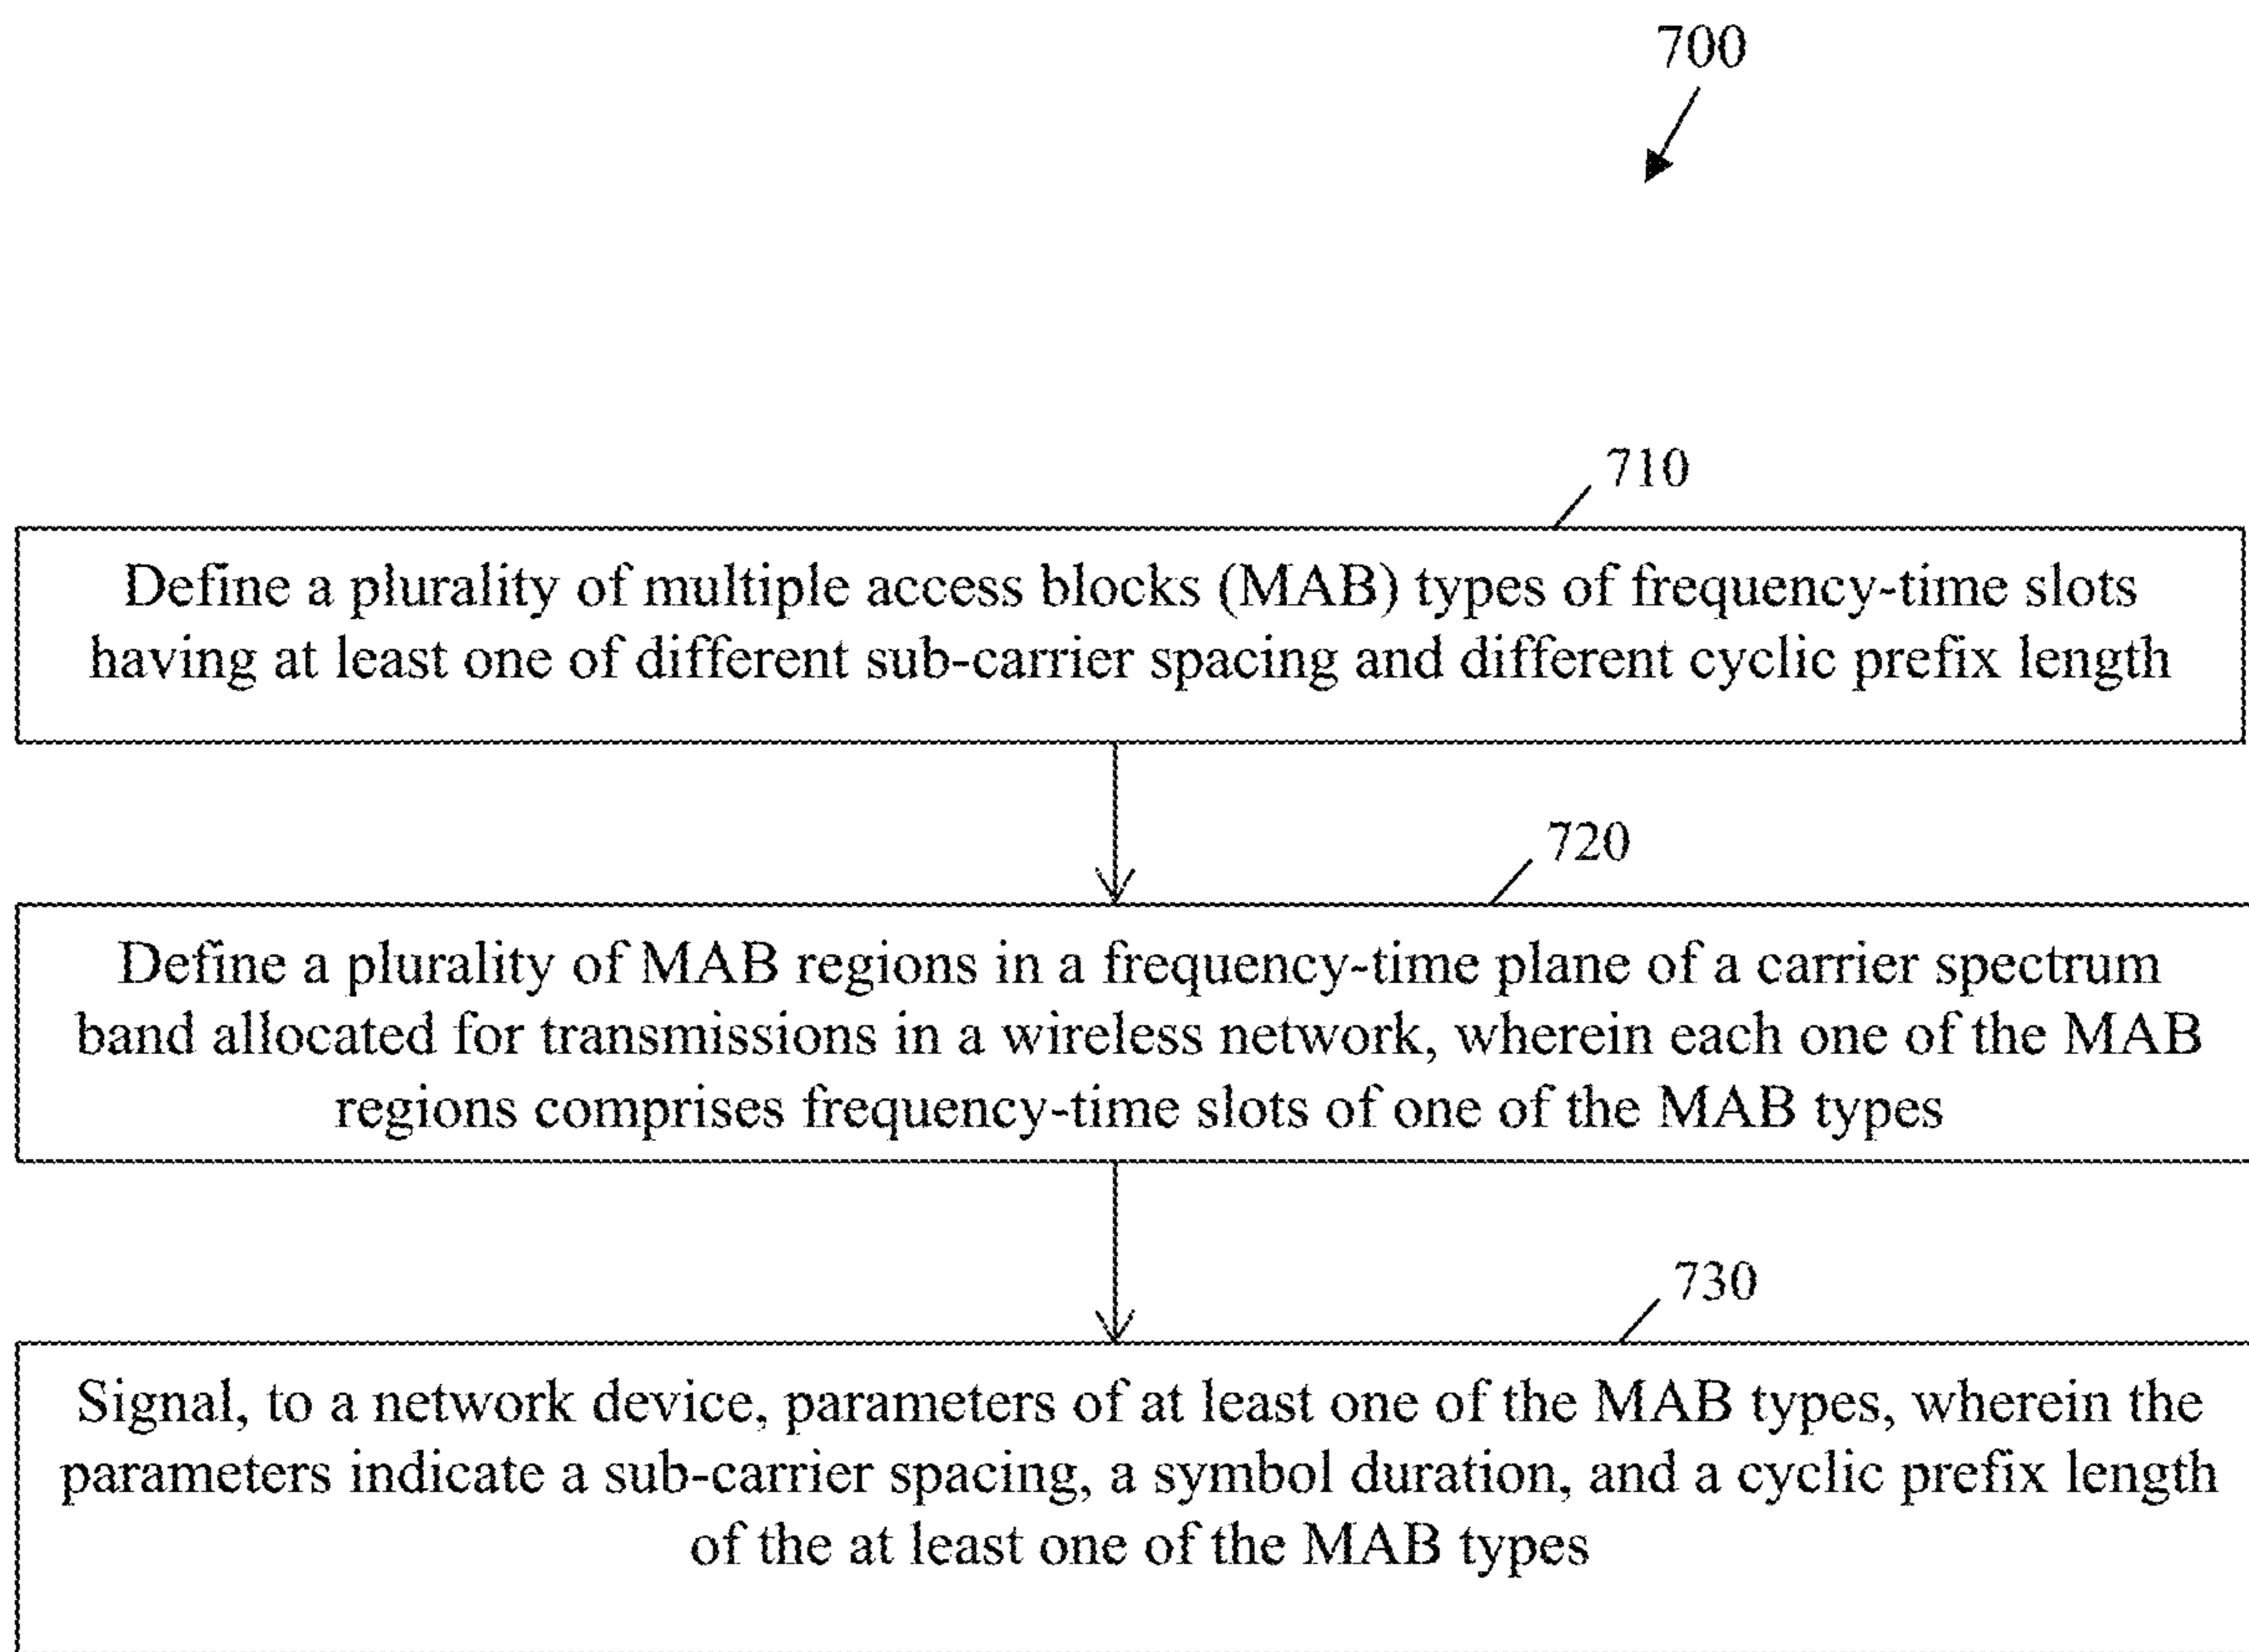 700
710
Define a plurality of multiple access blocks (MAB) types of frequency-time slots
having at least one of different sub-carrier spacing and different cyclic prefix length
720
Define a plurality of MAB regions in a frequency-time plane of a carrier spectrum
band allocated for transmissions in a wireless network, wherein each one of the MAB
regions comprises frequency-time slots of one of the MAB types
730
Signal, to a network device, parameters of at least one of the MAB types, wherein the
parameters indicate a sub-carrier spacing, a symbol duration, and a cyclic prefix length
of the at least one of the MAB types